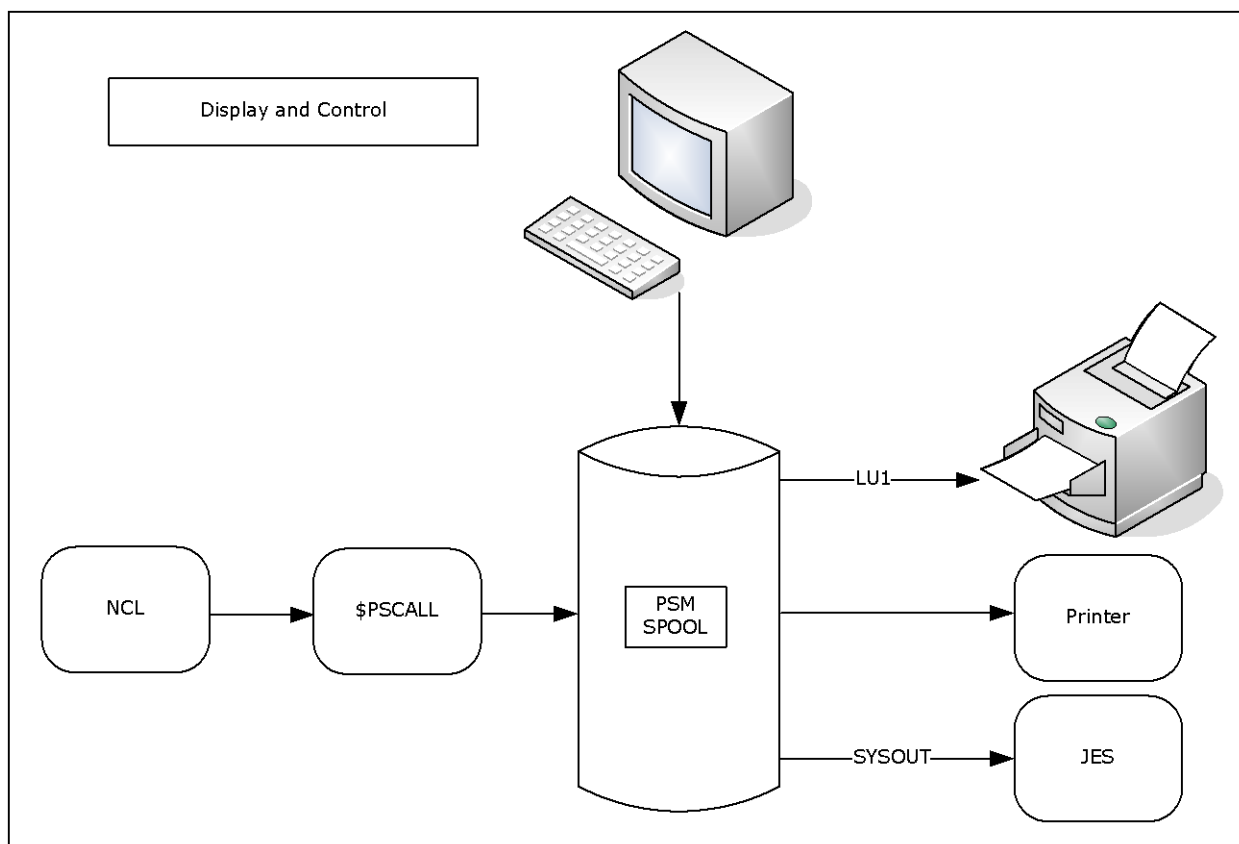 Display and Control
LU1
NCL
$PSCALL
PSM
SPOOL
Printer
SYSOUT
JES